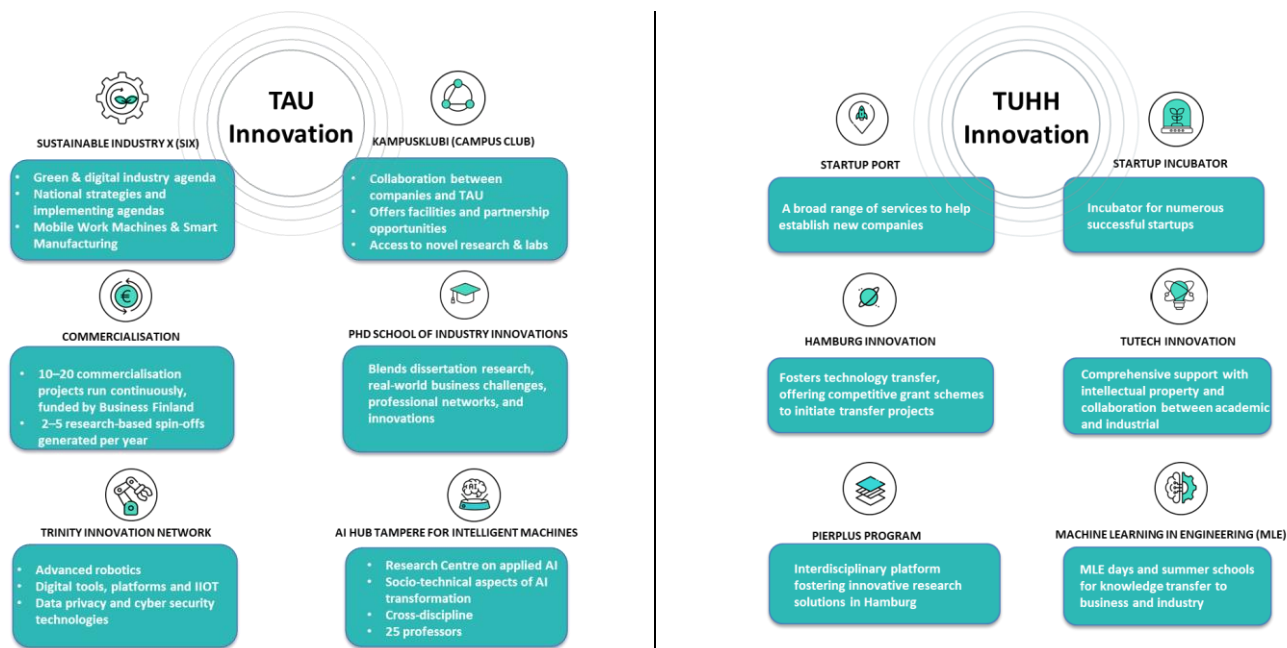 TAU
Innovation
SUSTAINABLE INDUSTRY X (SIX)
• Green & digital industry agenda
• National strategies and
implementing agendas
• Mobile Work Machines & Smart
Manufacturing
KAMPUSKLUBI (CAMPUS CLUB)
• Collaboration between
companies and TAU
• Offers facilities and partnership
opportunities
• Access to novel research & labs
€
COMMERCIALISATION
• 10–20 commercialisation
projects run continuously,
funded by Business Finland
• 2–5 research-based spin-offs
generated per year
PHD SCHOOL OF INDUSTRY INNOVATIONS
Blends dissertation research,
real-world business challenges,
professional networks, and
innovations
TRINITY INNOVATION NETWORK
• Advanced robotics
• Digital tools, platforms and IIOT
• Data privacy and cyber security
technologies
AI
AI HUB TAMPERE FOR INTELLIGENT MACHINES
• Research Centre on applied AI
• Socio-technical aspects of AI
transformation
• Cross-discipline
• 25 professors
TUHH
Innovation
STARTUP PORT
A broad range of services to help
establish new companies
STARTUP INCUBATOR
Incubator for numerous
successful startups
HAMBURG INNOVATION
Fosters technology transfer,
offering competitive grant schemes
to initiate transfer projects
TUTECH INNOVATION
Comprehensive support with
intellectual property and
collaboration between academic
and industrial
PIERPLUS PROGRAM
Interdisciplinary platform
fostering innovative research
solutions in Hamburg
MACHINE LEARNING IN ENGINEERING (MLE)
MLE days and summer schools
for knowledge transfer to
business and industry